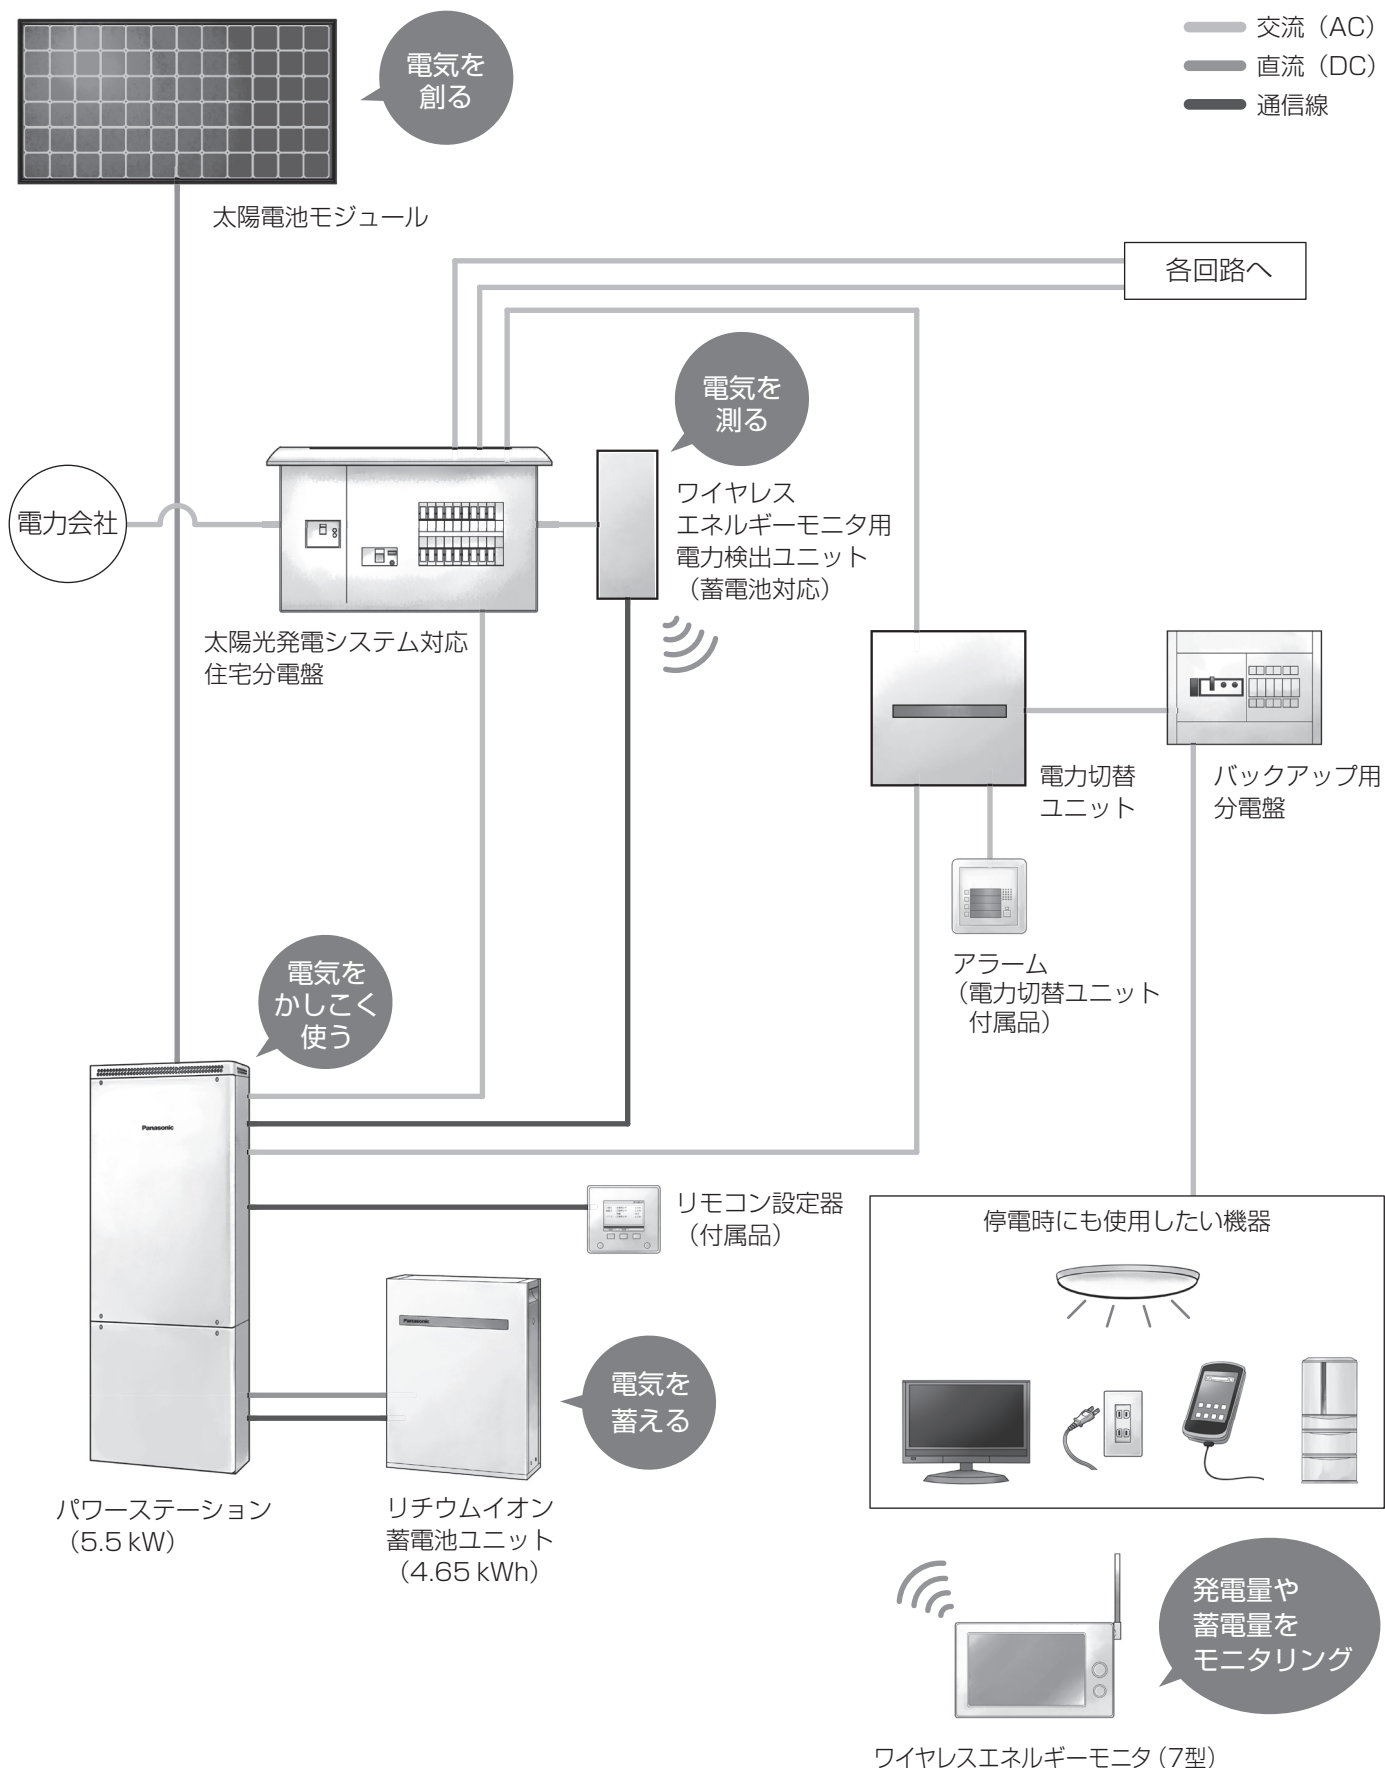 電気を
創る
交流（AC）
直流（DC）
通信線
太陽電池モジュール
各回路へ
電気を
測る
電力会社
ワイヤレス
エネルギーモニタ用
電力検出ユニット
（蓄電池対応）
太陽光発電システム対応
住宅分電盤
電力切替
ユニット
バックアップ用
分電盤
アラーム
（電力切替ユニット
付属品）
電気を
かしこく
使う
Panasonic
リモコン設定器
（付属品）
停電時にも使用したい機器
Panasonic
電気を
蓄える
パワーステーション
（5.5 kW）
リチウムイオン
蓄電池ユニット
（4.65 kWh）
発電量や
蓄電量を
モニタリング
ワイヤレスエネルギーモニタ（7型）